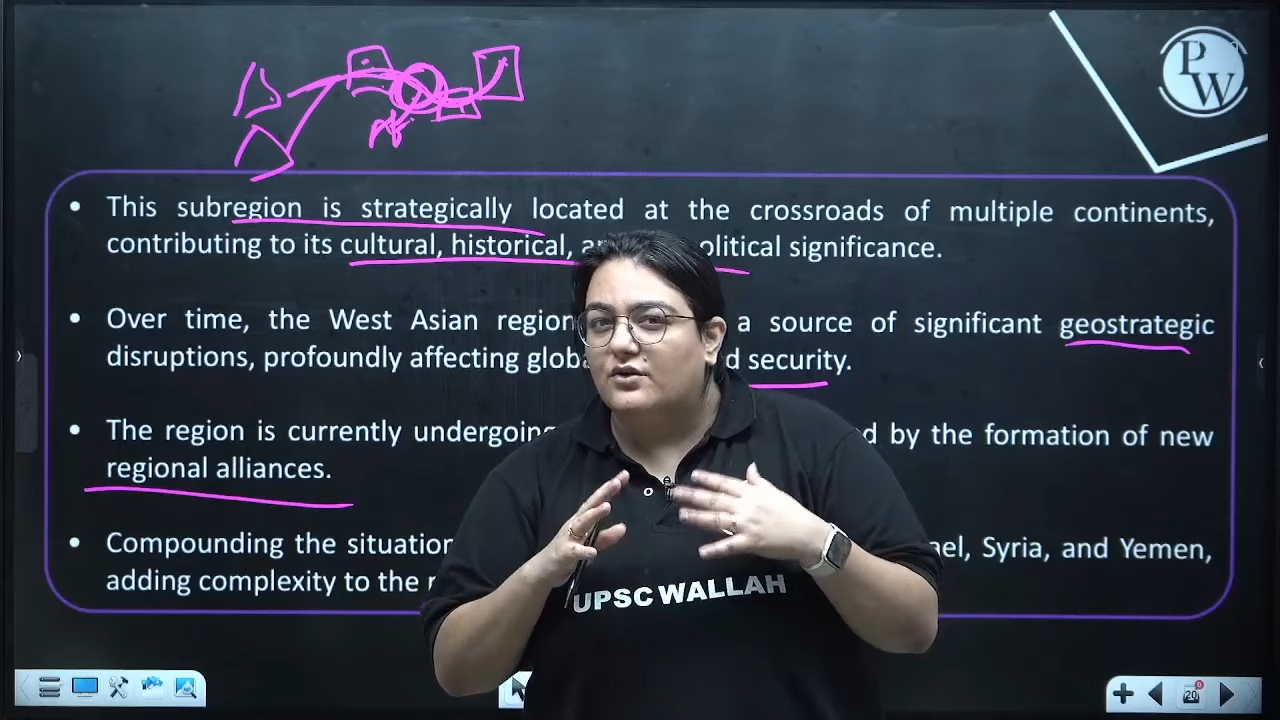 P
W
This subregion is strategically located at the crossroads of multiple continents,
contributing to its cultural, historical, olitical significance.
Over time, the West Asian region a source of significant geostrategic
disruptions, profoundly affecting glob d security.
The region is currently undergoing d by the formation of new
regional alliances.
Compounding the situation ael, Syria, and Yemen,
adding complexity to the
UPSC WALLAH
20